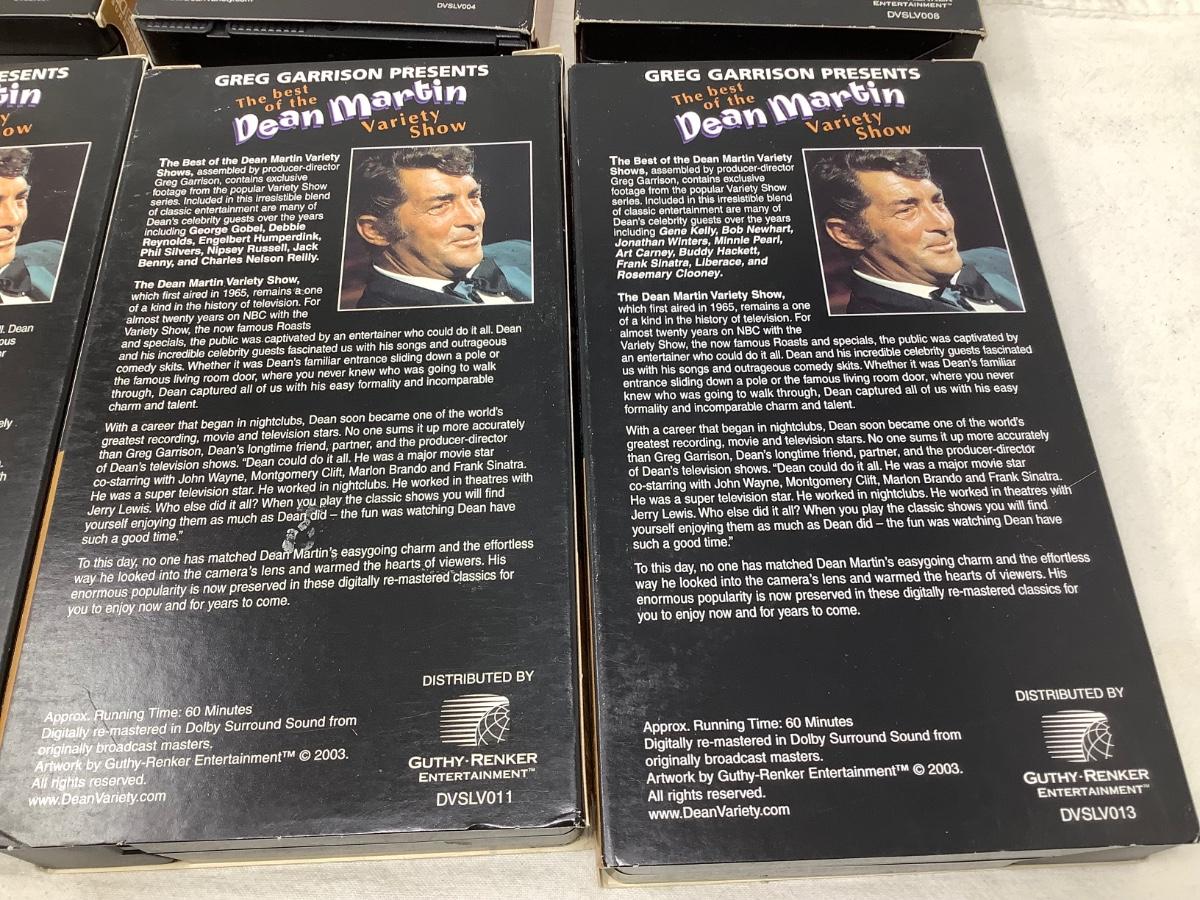 DVSLV004
ENTERTAINMENT™
DVSLV008
ESENTS
tin
y
ow
l. Dean
ous
or
ely
GREG GARRISON PRESENTS
The best
of the
Dean Martin
Variety
Show
The Best of the Dean Martin Variety
Shows, assembled by producer-director
Greg Garrison, contains exclusive
footage from the popular Variety Show
series. Included in this irresistible blend
of classic entertainment are many of
Dean's celebrity guests over the years
including George Gobel, Debbie
Reynolds, Engelbert Humperdink,
Phil Silvers, Nipsey Russell, Jack
Benny, and Charles Nelson Reilly.
The Dean Martin Variety Show,
which first aired in 1965, remains a one
of a kind in the history of television. For
almost twenty years on NBC with the
Variety Show, the now famous Roasts
and specials, the public was captivated by an entertainer who could do it all. Dean
and his incredible celebrity guests fascinated us with his songs and outrageous
comedy skits. Whether it was Dean's familiar entrance sliding down a pole or
the famous living room door, where you never knew who was going to walk
through, Dean captured all of us with his easy formality and incomparable
charm and talent.
With a career that began in nightclubs, Dean soon became one of the world's
greatest recording, movie and television stars. No one sums it up more accurately
than Greg Garrison, Dean's longtime friend, partner, and the producer-director
of Dean's television shows. "Dean could do it all. He was a major movie star
co-starring with John Wayne, Montgomery Clift, Marlon Brando and Frank Sinatra.
He was a super television star. He worked in nightclubs. He worked in theatres with
Jerry Lewis. Who else did it all? When you play the classic shows you will find
yourself enjoying them as much as Dean did – the fun was watching Dean have
such a good time."
To this day, no one has matched Dean Martin's easygoing charm and the effortless
way he looked into the camera's lens and warmed the hearts of viewers. His
enormous popularity is now preserved in these digitally re-mastered classics for
you to enjoy now and for years to come.
DISTRIBUTED BY
GUTHY-RENKER
ENTERTAINMENT™
DVSLV011
Approx. Running Time: 60 Minutes
Digitally re-mastered in Dolby Surround Sound from
originally broadcast masters.
Artwork by Guthy-Renker Entertainment™ © 2003.
All rights reserved.
www.DeanVariety.com
GREG GARRISON PRESENTS
The best
of the
Dean Martin
Variety
Show
The Best of the Dean Martin Variety
Shows, assembled by producer-director
Greg Garrison, contains exclusive
footage from the popular Variety Show
series. Included in this irresistible blend
of classic entertainment are many of
Dean's celebrity guests over the years
including Gene Kelly, Bob Newhart,
Jonathan Winters, Minnie Pearl,
Art Carney, Buddy Hackett,
Frank Sinatra, Liberace, and
Rosemary Clooney.
The Dean Martin Variety Show,
which first aired in 1965, remains a one
of a kind in the history of television. For
almost twenty years on NBC with the
Variety Show, the now famous Roasts and specials, the public was captivated by
an entertainer who could do it all. Dean and his incredible celebrity guests fascinated
us with his songs and outrageous comedy skits. Whether it was Dean's familiar
entrance sliding down a pole or the famous living room door, where you never
knew who was going to walk through, Dean captured all of us with his easy
formality and incomparable charm and talent.
With a career that began in nightclubs, Dean soon became one of the world's
greatest recording, movie and television stars. No one sums it up more accurately
than Greg Garrison, Dean's longtime friend, partner, and the producer-director
of Dean's television shows. "Dean could do it all. He was a major movie star
co-starring with John Wayne, Montgomery Clift, Marlon Brando and Frank Sinatra.
He was a super television star. He worked in nightclubs. He worked in theatres with
Jerry Lewis. Who else did it all? When you play the classic shows you will find
yourself enjoying them as much as Dean did – the fun was watching Dean have
such a good time."
To this day, no one has matched Dean Martin's easygoing charm and the effortless
way he looked into the camera's lens and warmed the hearts of viewers. His
enormous popularity is now preserved in these digitally re-mastered classics for
you to enjoy now and for years to come.
DISTRIBUTED BY
GUTHY-RENKER
ENTERTAINMENT™
DVSLV013
Approx. Running Time: 60 Minutes
Digitally re-mastered in Dolby Surround Sound from
originally broadcast masters.
Artwork by Guthy-Renker Entertainment™ © 2003.
All rights reserved.
www.DeanVariety.com